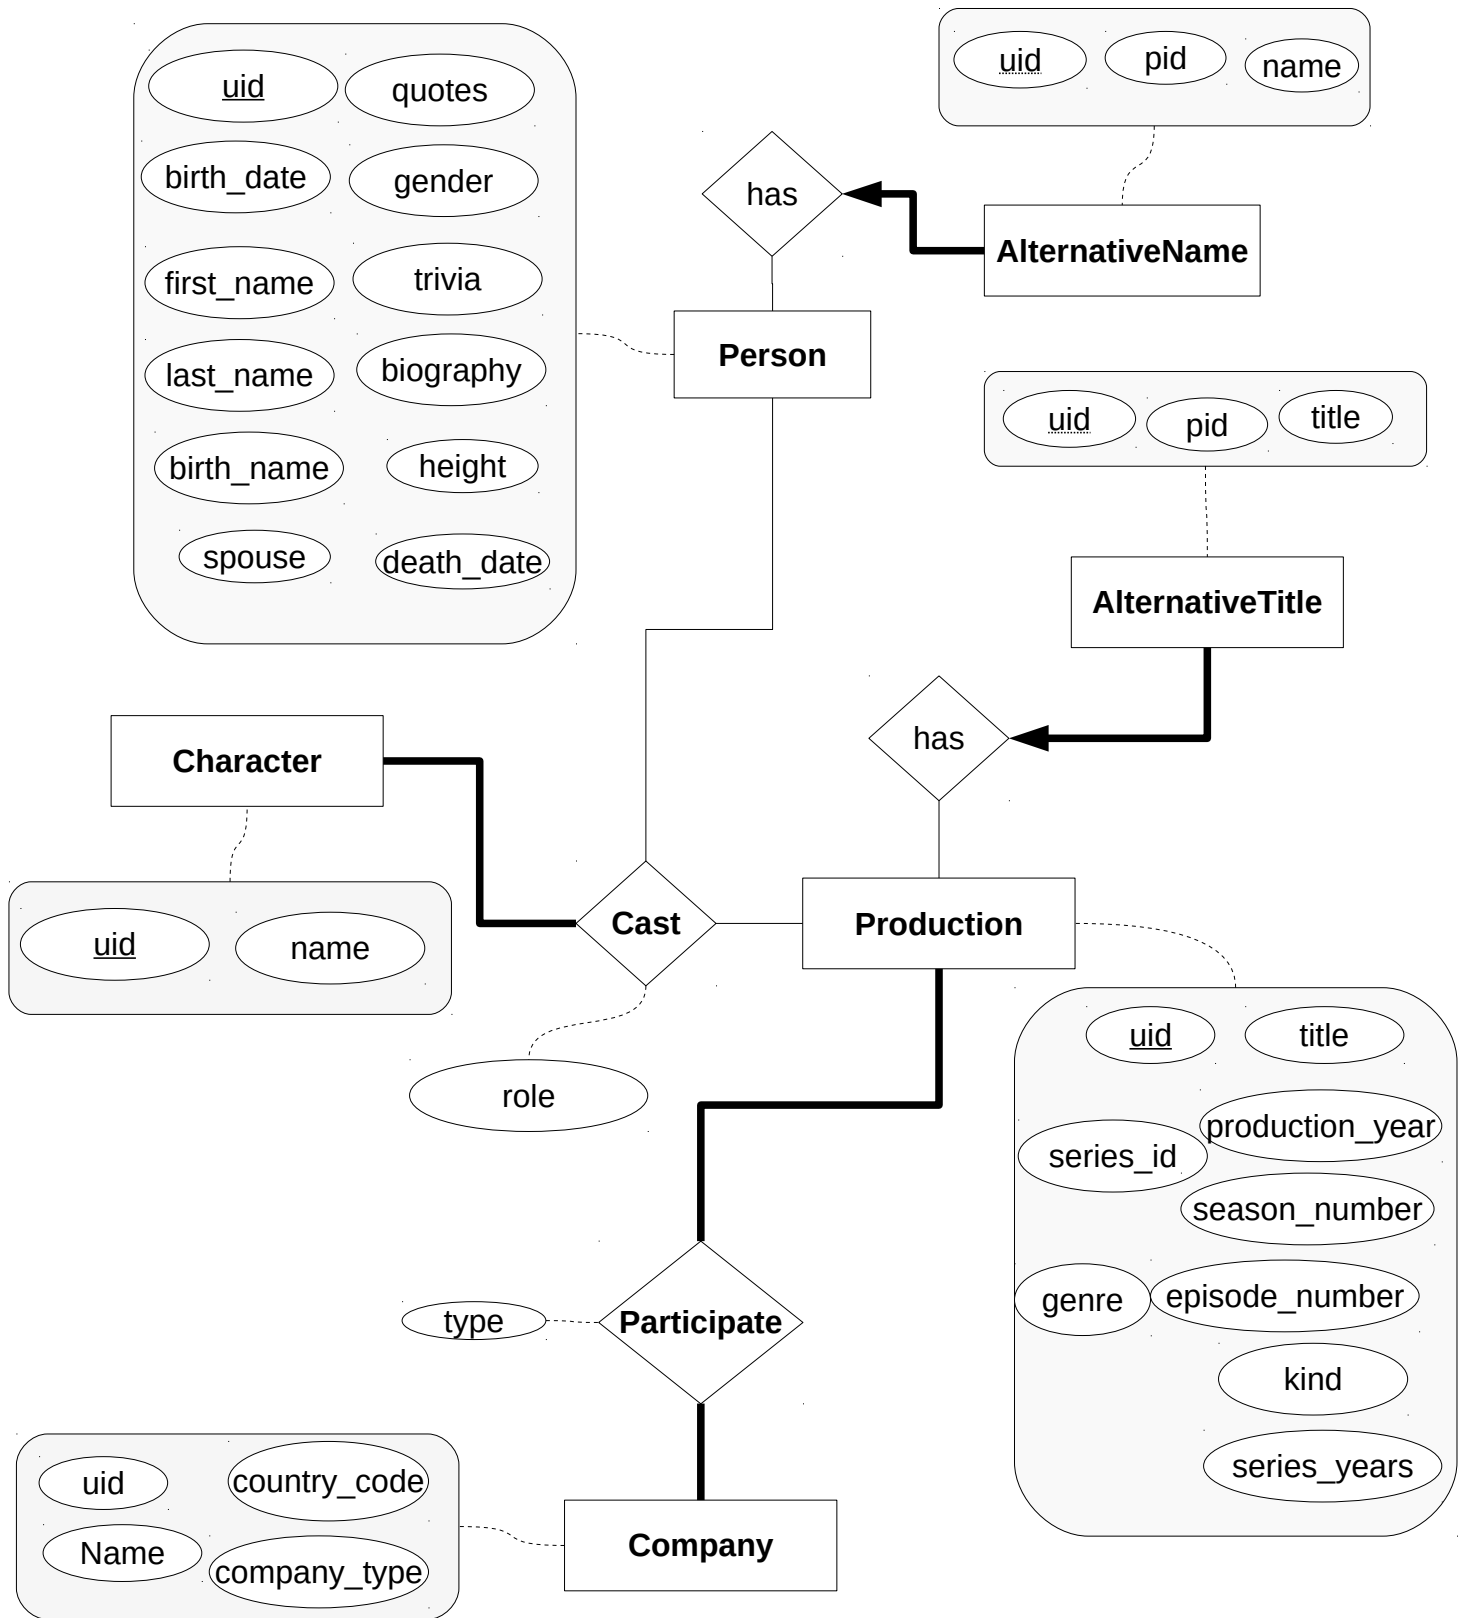 uid
quotes
birth_date
gender
first_name
trivia
last_name
biography
birth_name
height
spouse
death_date
uid
pid
name
has
AlternativeName
Person
uid
pid
title
AlternativeTitle
has
Character
uid
name
Cast
Production
role
uid
title
production_year
series_id
season_number
genre
episode_number
kind
series_years
type
Participate
uid
country_code
Name
company_type
Company